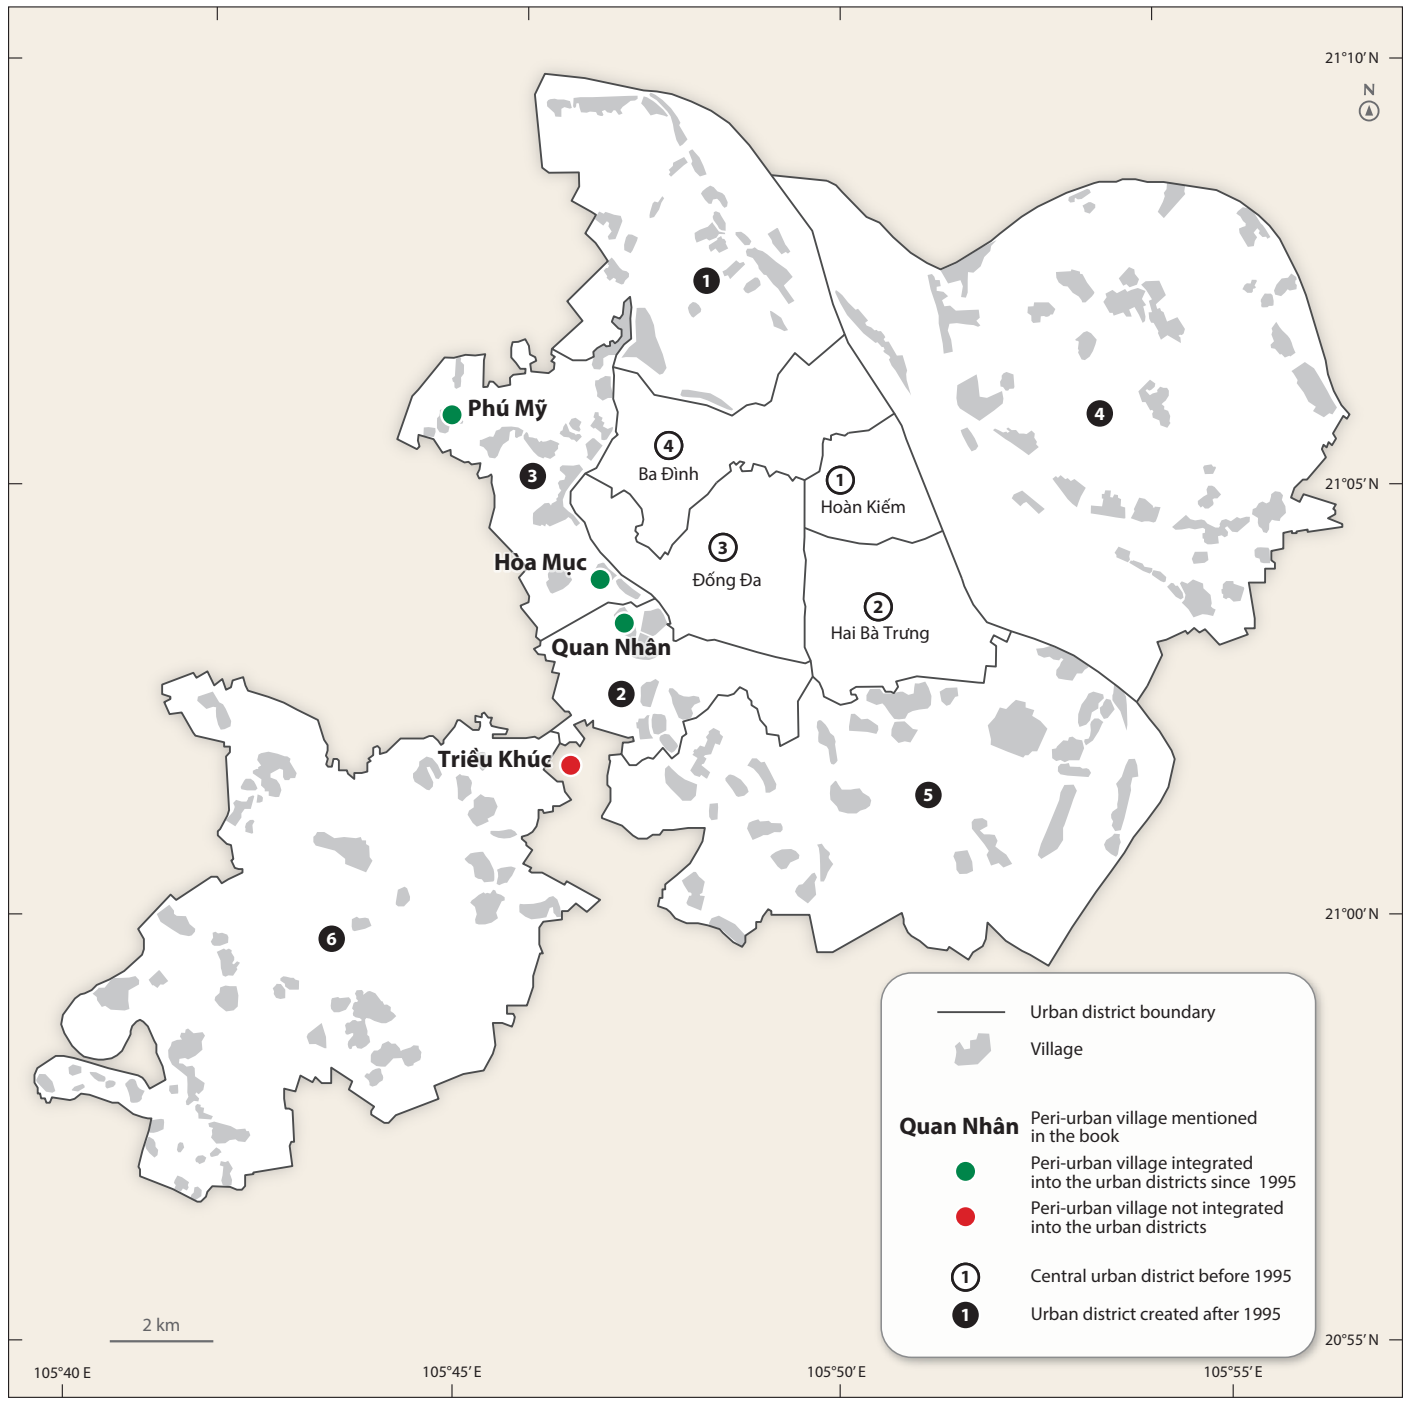 21°10′ N
N
1
Phú Mỹ
4
4
Ba Đình
3
1
Hoàn Kiếm
21°05′ N
3
Đống Đa
Hòa Mục
2
Hai Bà Trưng
Quan Nhân
2
Triều Khúc
5
21°00′ N
6
Urban district boundary
Village
Quan Nhân
Peri-urban village mentioned
in the book
Peri-urban village integrated
into the urban districts since 1995
Peri-urban village not integrated
into the urban districts
1 Central urban district before 1995
1 Urban district created after 1995
2 km
20°55′ N
105°40 E
105°45′ E
105°50′ E
105°55′ E